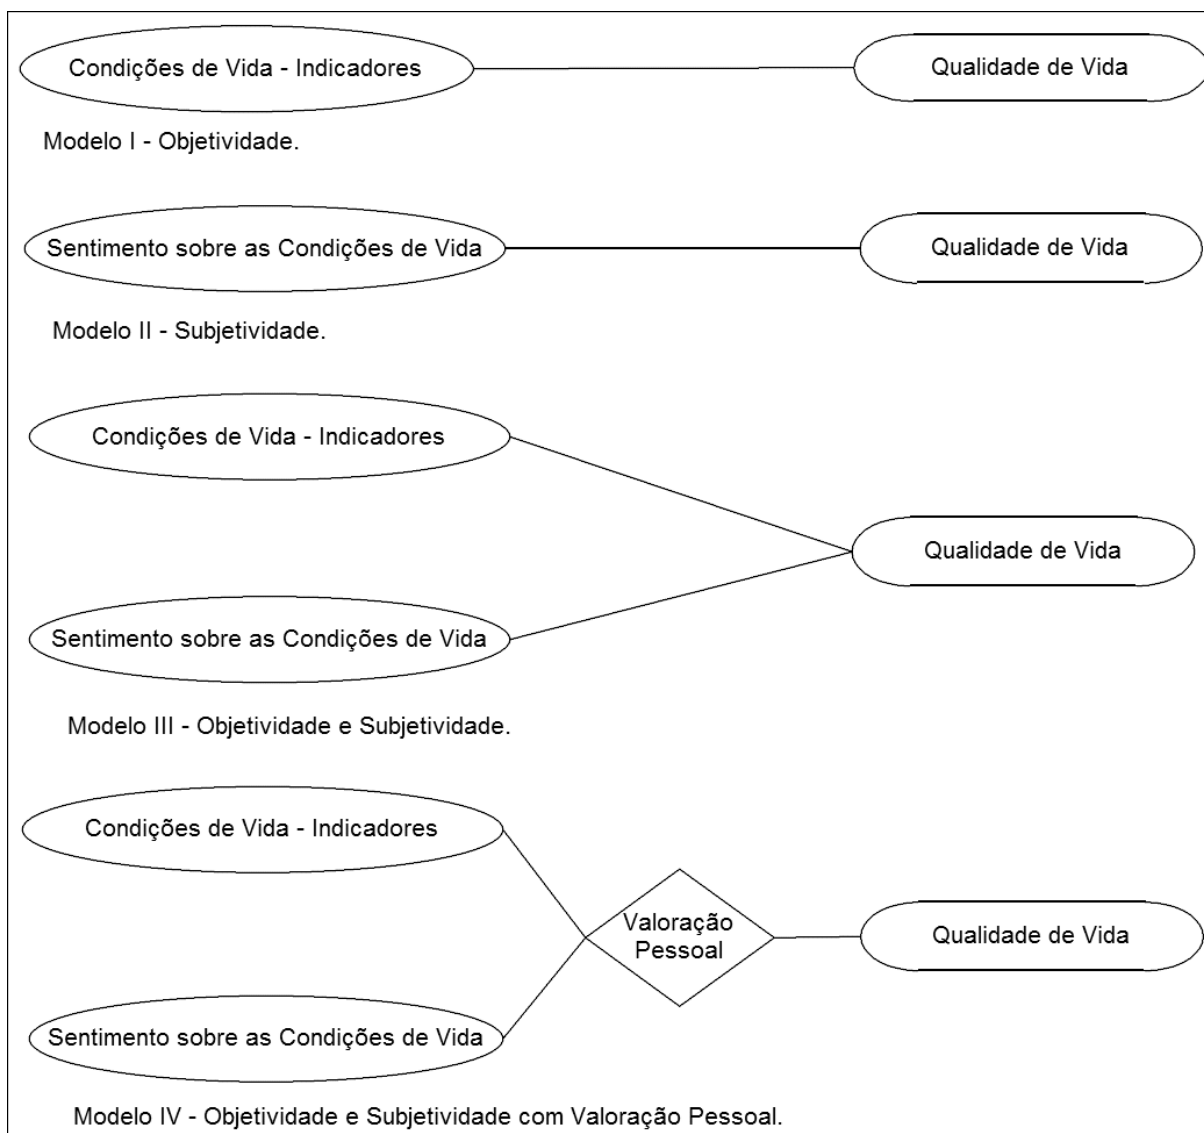 Condições de Vida - Indicadores
Qualidade de Vida
Modelo I - Objetividade.
Sentimento sobre as Condições de Vida
Qualidade de Vida
Modelo II - Subjetividade.
Condições de Vida - Indicadores
Qualidade de Vida
Sentimento sobre as Condições de Vida
Modelo III - Objetividade e Subjetividade.
Condições de Vida - Indicadores
Valoração
Pessoal
Qualidade de Vida
Sentimento sobre as Condições de Vida
Modelo IV - Objetividade e Subjetividade com Valoração Pessoal.